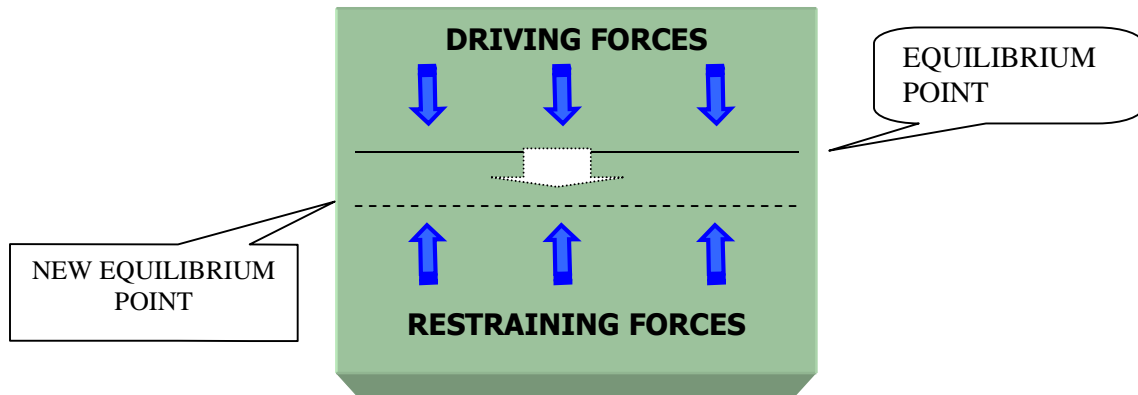 DRIVING FORCES
EQUILIBRIUM
POINT
NEW EQUILIBRIUM
POINT
RESTRAINING FORCES